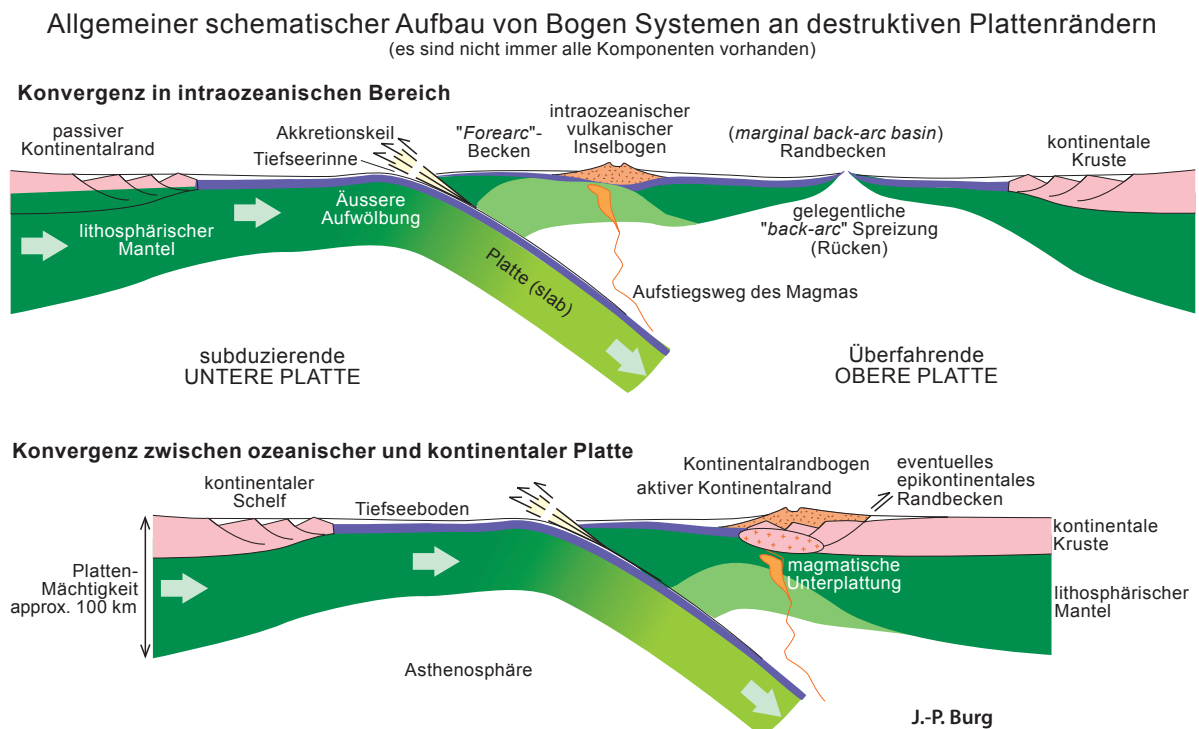 Allgemeiner schematischer Aufbau von Bogen Systemen an destruktiven Plattenrändern
(es sind nicht immer alle Komponenten vorhanden)
Konvergenz in intraozeanischen Bereich
passiver
Kontinentalrand
Akkretionskeil
Tiefseerinne
"Forearc"-
Becken
intraozeanischer
vulkanischer
Inselbogen
(marginal back-arc basin)
Randbecken
kontinentale
Kruste
Äussere
Aufwölbung
lithosphärischer
Mantel
gelegentliche
"back-arc" Spreizung
(Rücken)
Platte (slab)
Aufstiegsweg des Magmas
subduzierende
UNTERE PLATTE
Überfahrende
OBERE PLATTE
Konvergenz zwischen ozeanischer und kontinentaler Platte
kontinentaler
Schelf
Tiefseeboden
Kontinentalrandbogen
aktiver Kontinentalrand
eventuelles
epikontinentales
Randbecken
kontinentale
Kruste
Platten-
Mächtigkeit
approx. 100 km
magmatische
Unterplattung
lithosphärischer
Mantel
Asthenosphäre
J.-P. Burg